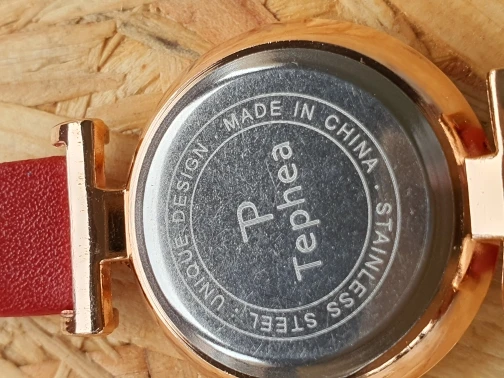 MADE IN CHINA · STAINLESS STEEL · UNIQUE DESIGN ·
Tephea